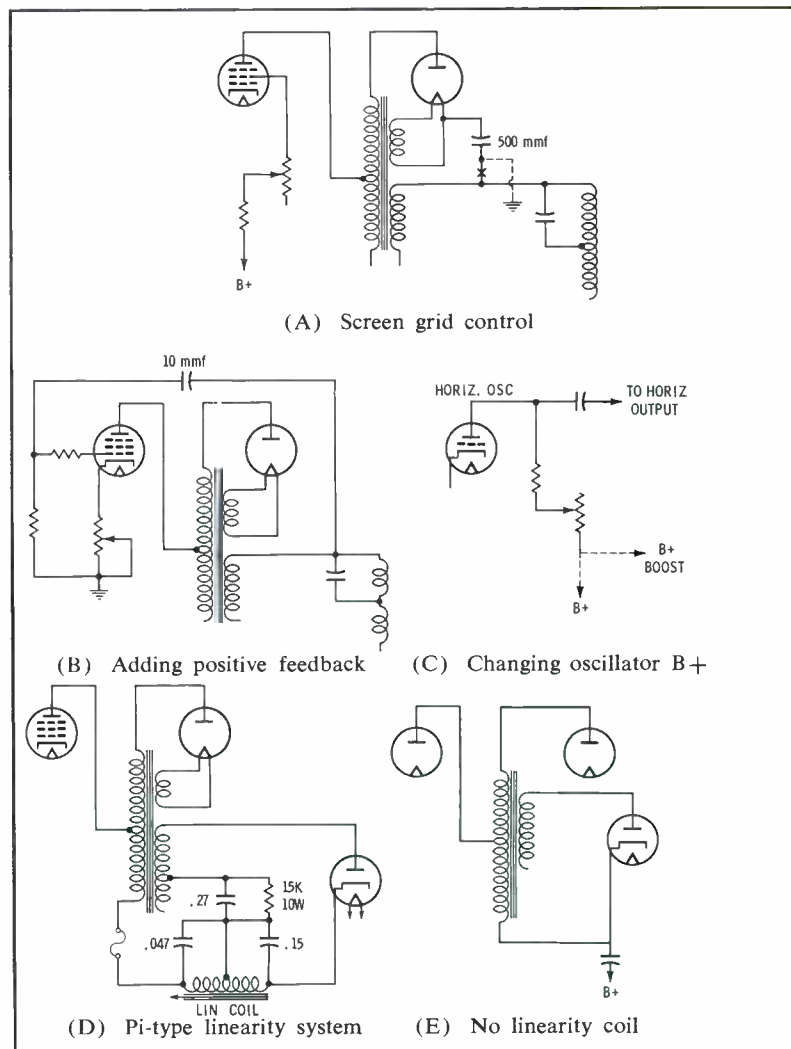 500 mmf
B+
(A) Screen grid control
10 mmf
HORIZ. OSC
TO HORIZ
OUTPUT
B+
BOOST
B+
(B) Adding positive feedback
(C) Changing oscillator B+
.27
15K
10W
.047
.15
LIN COIL
B+
(D) Pi-type linearity system
(E) No linearity coil